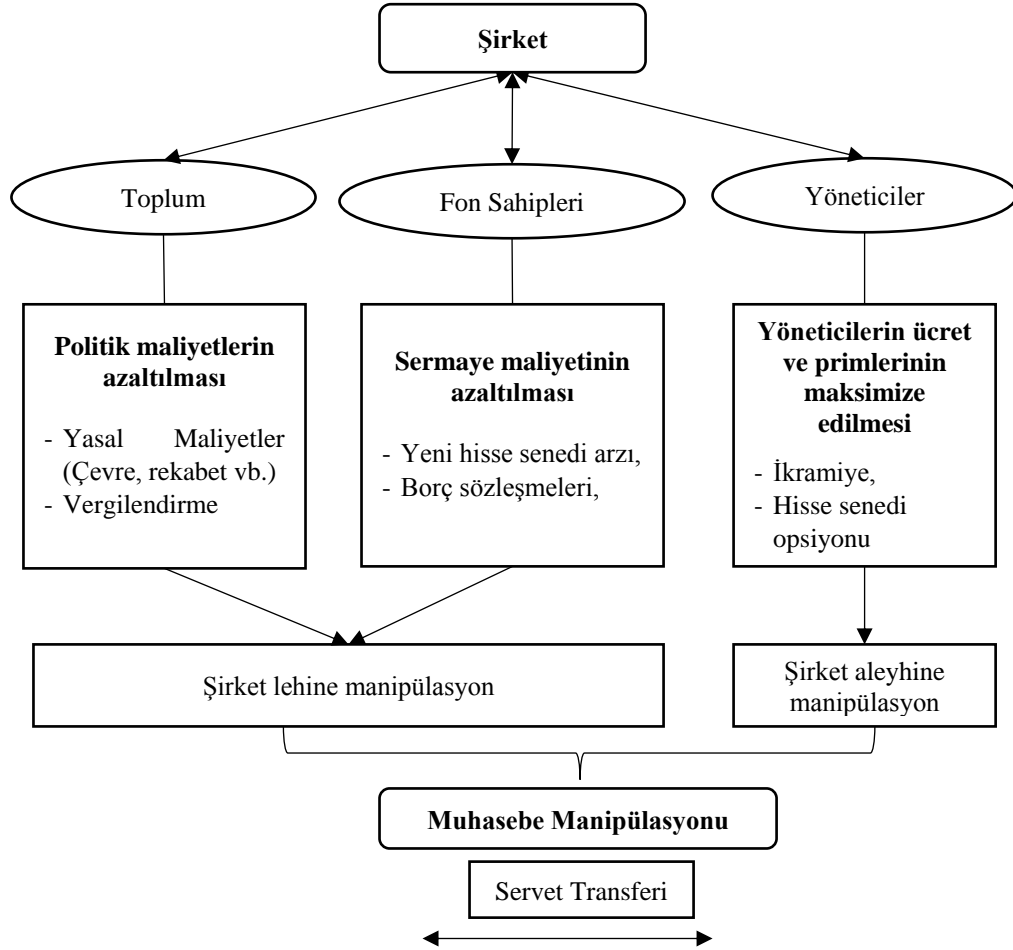 Şirket
Toplum
Fon Sahipleri
Yöneticiler
Politik maliyetlerin
azaltılması
- Yasal Maliyetler
(Çevre, rekabet vb.)
- Vergilendirme
Sermaye maliyetinin
azaltılması
- Yeni hisse senedi arzı,
- Borç sözleşmeleri,
Yöneticilerin ücret
ve primlerinin
maksimize
edilmesi
- İkramiye,
- Hisse senedi
opsiyonu
Şirket lehine manipülasyon
Şirket aleyhine
manipülasyon
Muhasebe Manipülasyonu
Servet Transferi